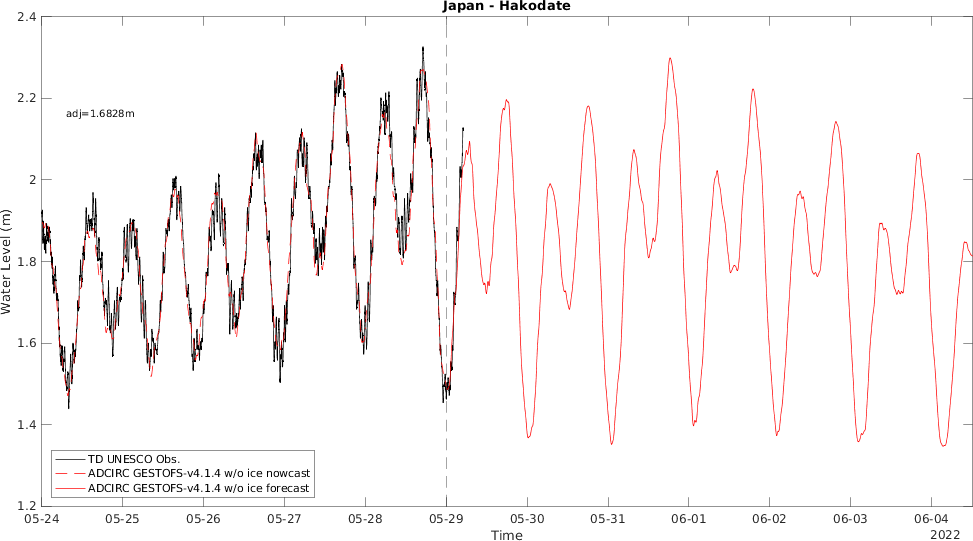 Japan - Hakodate
2.4
2.2
2
1.8
1.6
1.4
1.2
Water Level (m)
adj=1.6828m
TD UNESCO Obs.
ADCIRC GESTOFS-v4.1.4 w/o ice nowcast
ADCIRC GESTOFS-v4.1.4 w/o ice forecast
05-24 05-25 05-26 05-27 05-28 05-29 05-30 05-31 06-01 06-02 06-03 06-04
2022
Time